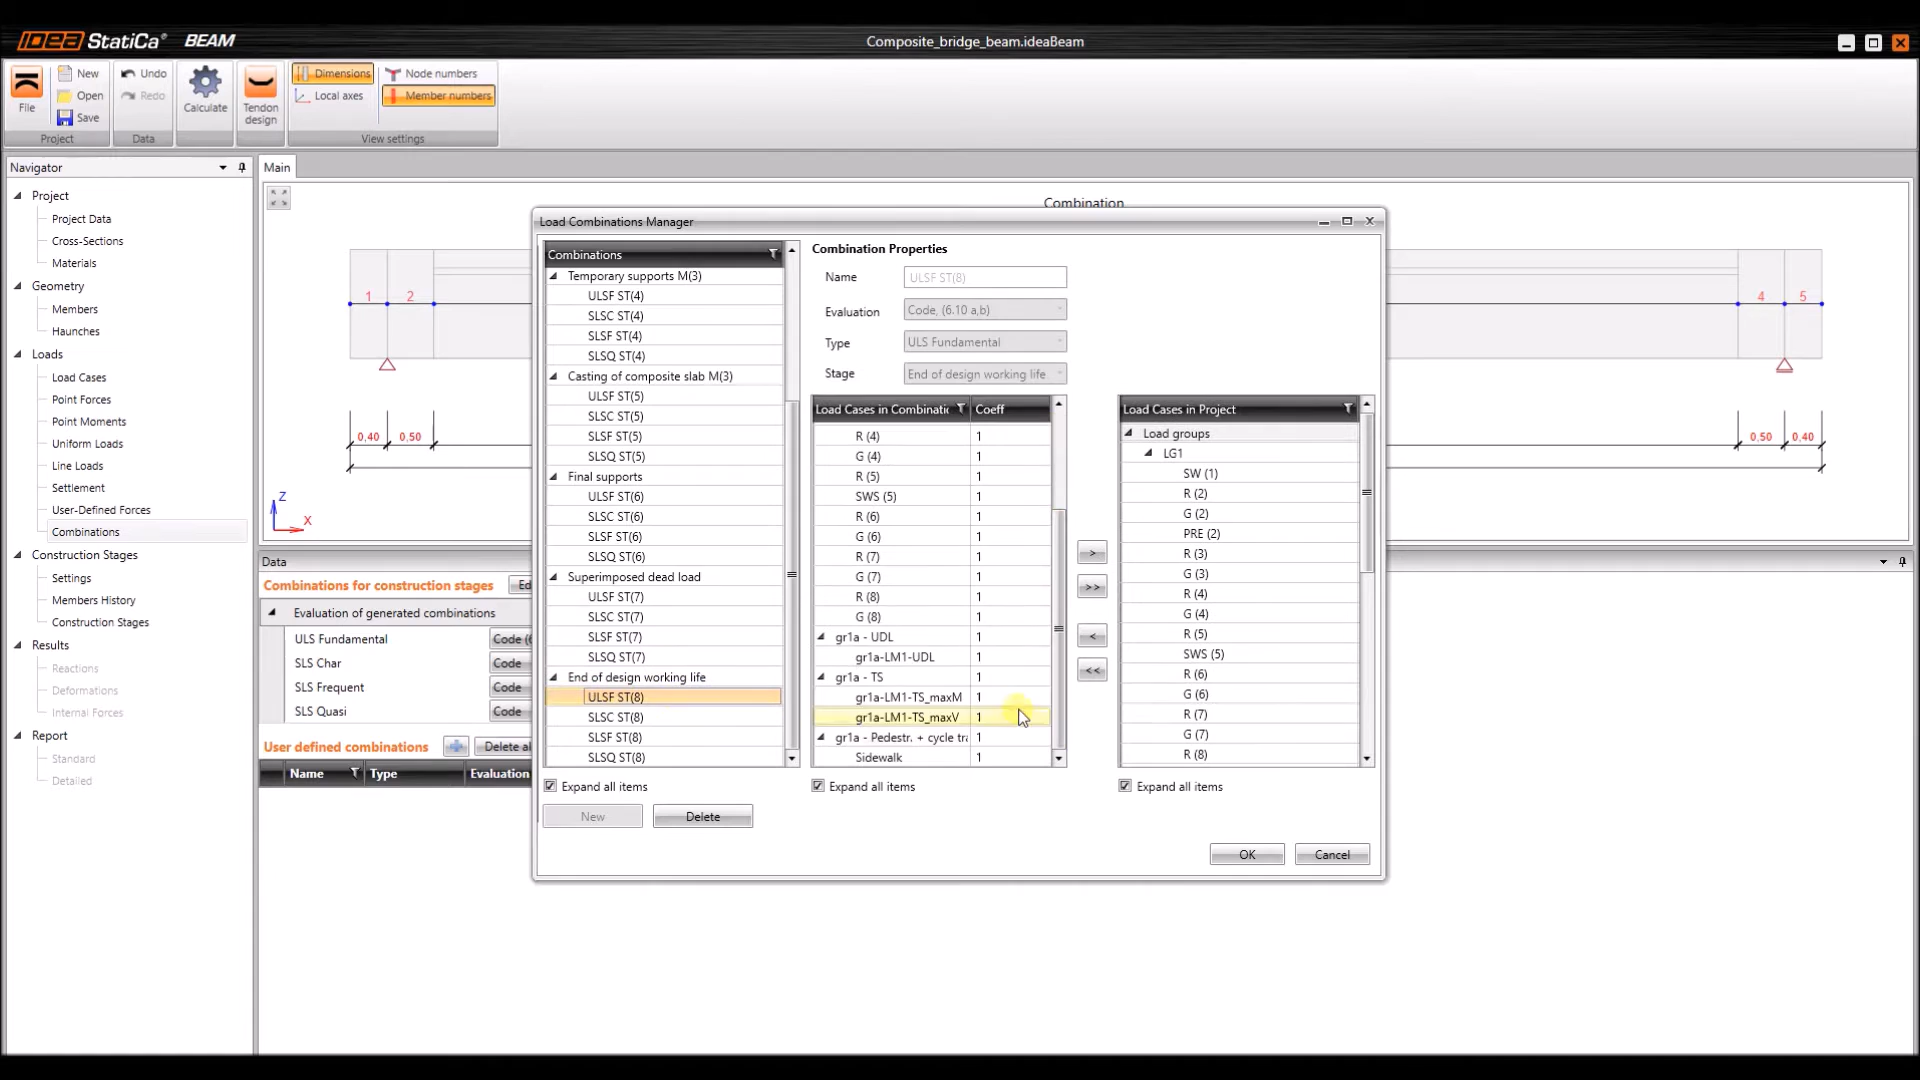 IDEA StatiCa® BEAM
Composite_bridge_beam.ideaBeam
File
New
Open
Save
Project
Undo
Redo
Data
Calculate
Tendon design
Dimensions
Local axes
Node numbers
Member numbers
View settings
Navigator
Project
Project Data
Cross-Sections
Materials
Geometry
Members
Haunches
Loads
Load Cases
Point Forces
Point Moments
Uniform Loads
Line Loads
Settlement
User-Defined Forces
Combinations
Construction Stages
Settings
Members History
Construction Stages
Results
Reactions
Deformations
Internal Forces
Report
Standard
Detailed
Main
Combination
1 2
4 5
0,40 0,50
0,50 0,40
Z
X
Data
Combinations for construction stages Ed
Evaluation of generated combinations
ULS Fundamental Code (6
SLS Char Code
SLS Frequent Code
SLS Quasi Code
User defined combinations Delete al
Name Type Evaluation
Load Combinations Manager
Combinations
Temporary supports M(3)
ULSF ST(4)
SLSC ST(4)
SLSF ST(4)
SLSQ ST(4)
Casting of composite slab M(3)
ULSF ST(5)
SLSC ST(5)
SLSF ST(5)
SLSQ ST(5)
Final supports
ULSF ST(6)
SLSC ST(6)
SLSF ST(6)
SLSQ ST(6)
Superimposed dead load
ULSF ST(7)
SLSC ST(7)
SLSF ST(7)
SLSQ ST(7)
End of design working life
ULSF ST(8)
SLSC ST(8)
SLSF ST(8)
SLSQ ST(8)
Expand all items
New Delete
Combination Properties
Name ULSF ST(8)
Evaluation Code, (6.10 a,b)
Type ULS Fundamental
Stage End of design working life
Load Cases in Combinatic Coeff
R (4) 1
G (4) 1
R (5) 1
SWS (5) 1
R (6) 1
G (6) 1
R (7) 1
G (7) 1
R (8) 1
G (8) 1
gr1a - UDL 1
gr1a-LM1-UDL 1
gr1a - TS 1
gr1a-LM1-TS_maxM 1
gr1a-LM1-TS_maxV 1
gr1a - Pedestr. + cycle tra 1
Sidewalk 1
Expand all items
>
>>
<
<<
Load Cases in Project
Load groups
LG1
SW (1)
R (2)
G (2)
PRE (2)
R (3)
G (3)
R (4)
G (4)
R (5)
SWS (5)
R (6)
G (6)
R (7)
G (7)
R (8)
Expand all items
OK Cancel